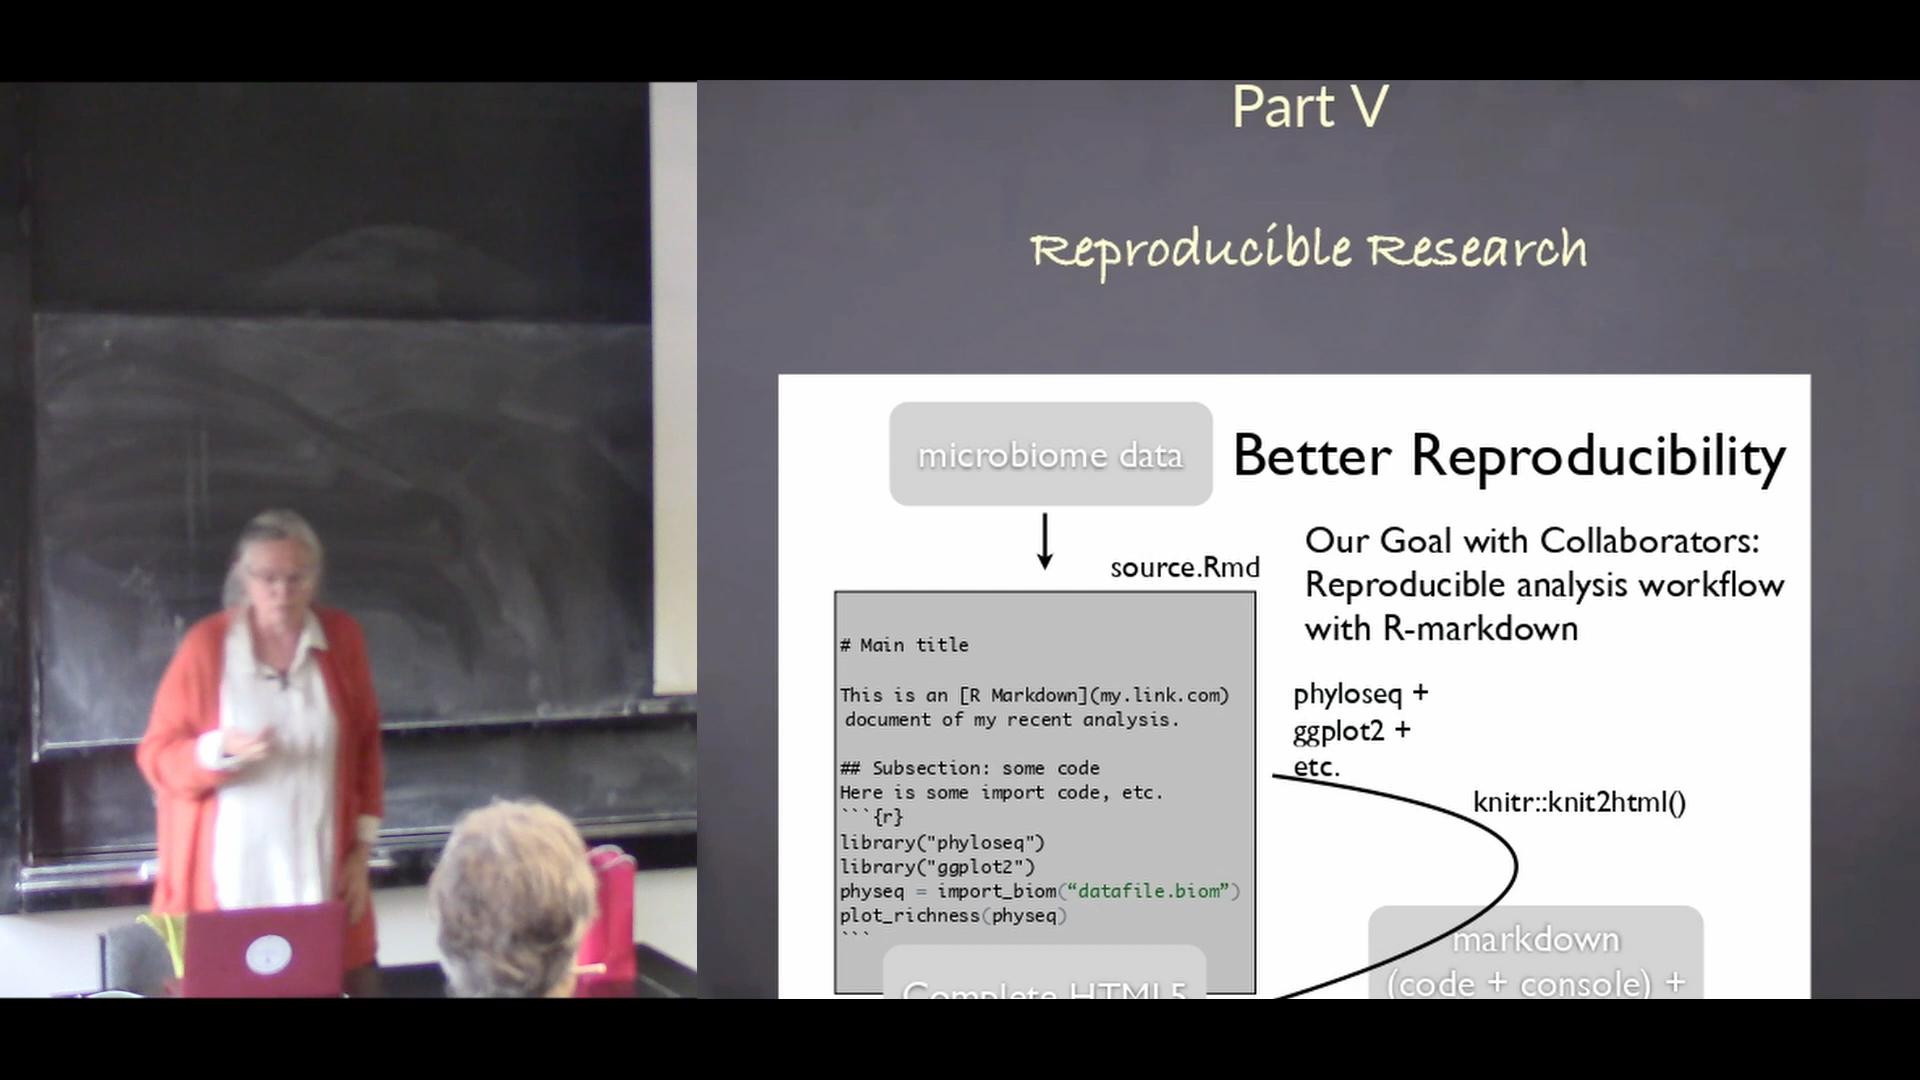 Part V
Reproducible Research
microbiome data
Better Reproducibility
Our Goal with Collaborators:
Reproducible analysis workflow
with R-markdown
source.Rmd
# Main title
This is an [R Markdown](my.link.com)
document of my recent analysis.
## Subsection: some code
Here is some import code, etc.
```{r}
library("phyloseq")
library("ggplot2")
physeq = import_biom(“datafile.biom”)
plot_richness(physeq)
```
phyloseq +
ggplot2 +
etc.
knitr::knit2html()
markdown
(code + console) +
Complete HTML5